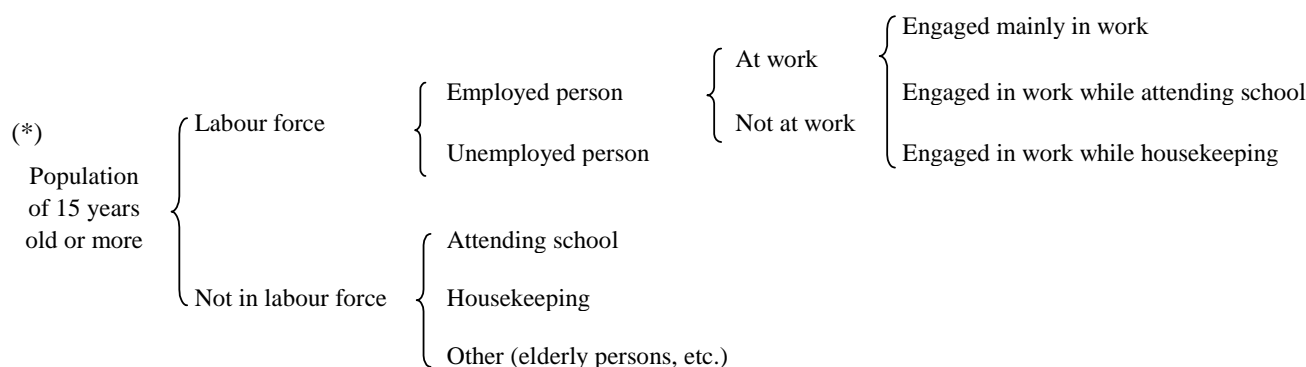 (*)
Population
of 15 years
old or more
Labour force
Employed person
At work
Engaged mainly in work
Engaged in work while attending school
Engaged in work while housekeeping
Not at work
Unemployed person
Not in labour force
Attending school
Housekeeping
Other (elderly persons, etc.)